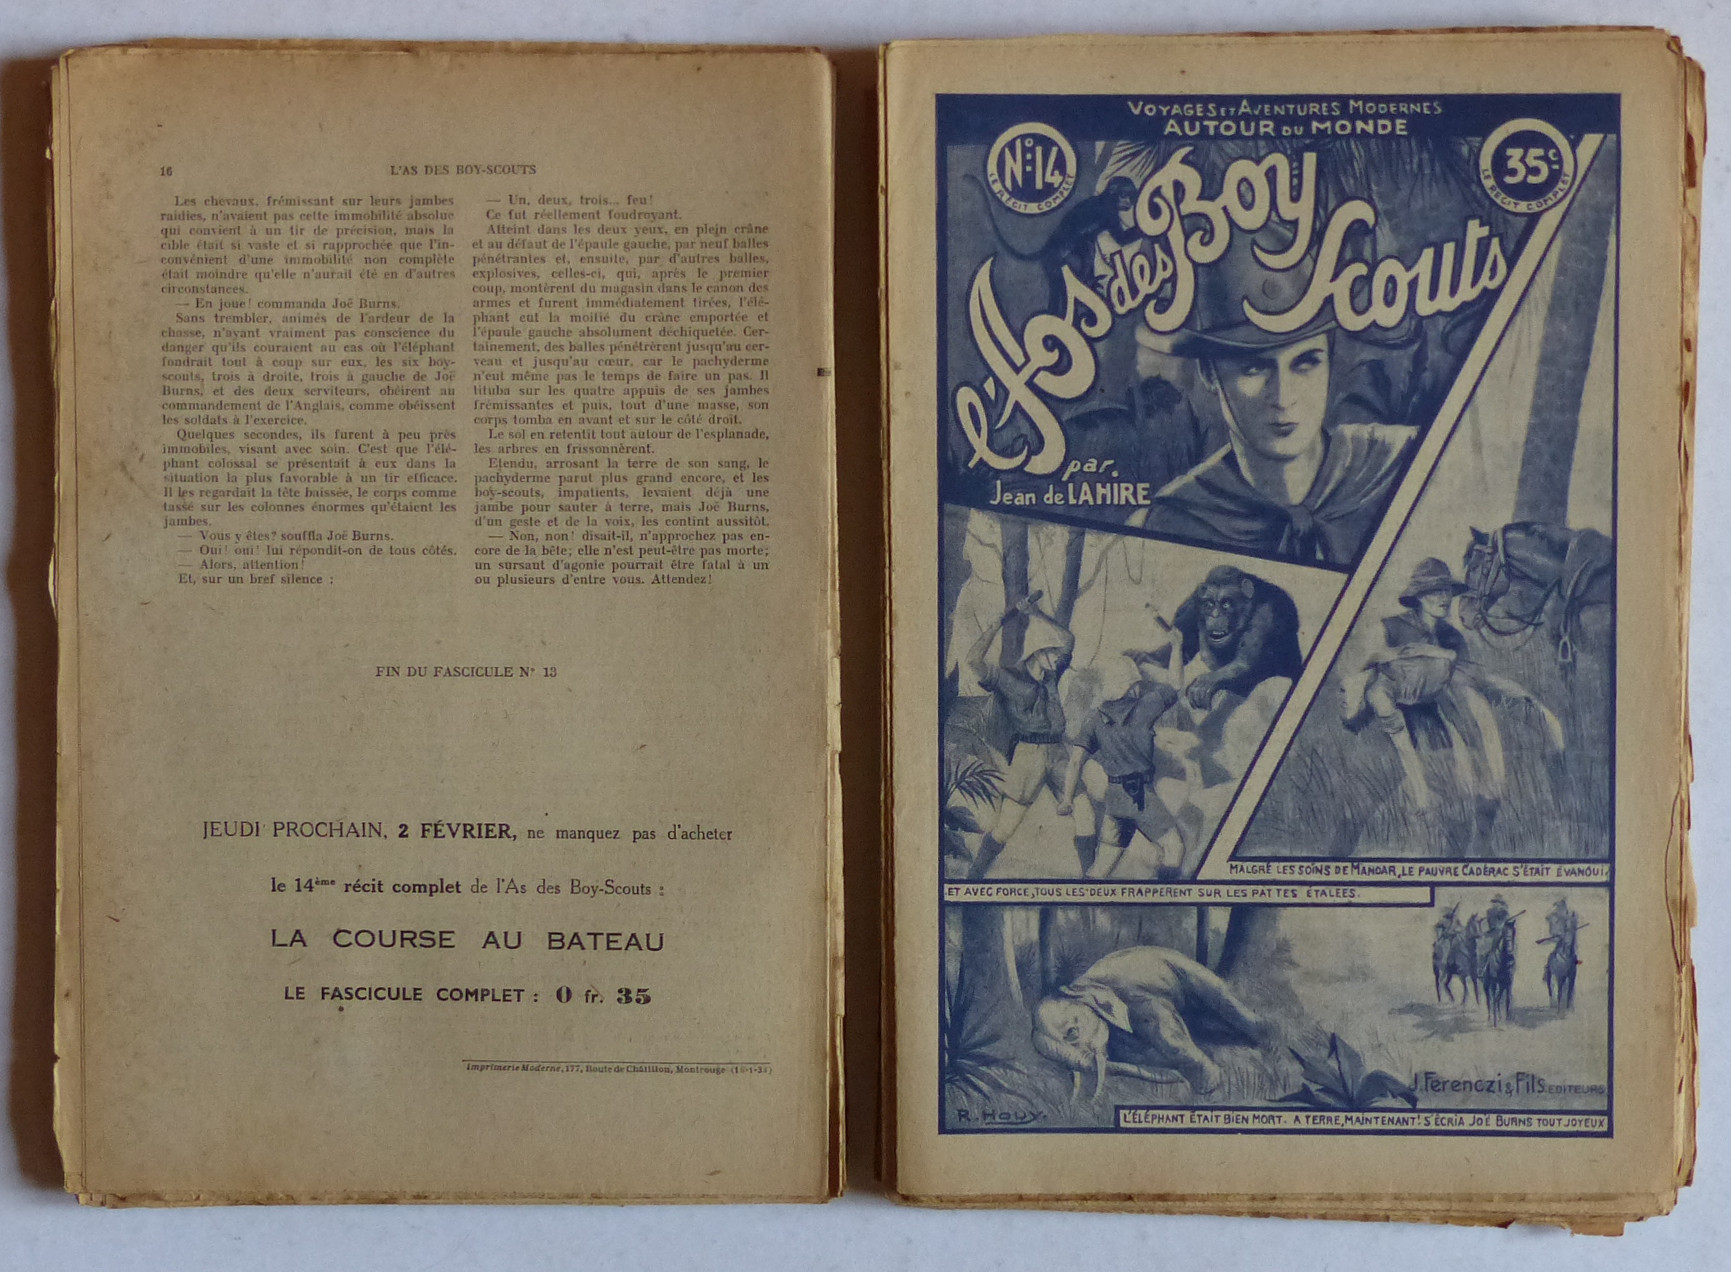 16
L'AS DES BOY-SCOUTS
Les chevaux, frémissant sur leurs jambes
raidies, n'avaient pas cette immobilité absolue
qui convient à un tir de précision, mais la
cible était si vaste et si rapprochée que l'in-
convénient d'une immobilité non complète
était moindre qu'elle n'aurait été en d'autres
circonstances.
— En joue! commanda Joë Burns.
Sans trembler, animés de l'ardeur de la
chasse, n'ayant vraiment pas conscience du
danger qu'ils couraient au cas où l'éléphant
fondrait tout à coup sur eux, les six boy-
scouts, trois à droite, trois à gauche de Joë
Burns, et des deux serviteurs, obéirent au
commandement de l'Anglais, comme obéissent
les soldats à l'exercice.
Quelques secondes, ils furent à peu près
immobiles, visant avec soin. C'est que l'élé-
phant colossal se présentait à eux dans la
situation la plus favorable à un tir efficace.
Il les regardait la tête baissée, le corps comme
tassé sur les colonnes énormes qu'étaient les
jambes.
— Vous y êtes? souffla Joë Burns.
— Oui! oui! lui répondit-on de tous côtés.
— Alors, attention!
Et, sur un bref silence :
— Un, deux, trois... feu!
Ce fut réellement foudroyant.
Atteint dans les deux yeux, en plein crâne
et au défaut de l'épaule gauche, par neuf balles
pénétrantes et, ensuite, par d'autres balles,
explosives, celles-ci, qui, après le premier
coup, montèrent du magasin dans le canon des
armes et furent immédiatement tirées, l'élé-
phant eut la moitié du crâne emportée et
l'épaule gauche absolument déchiquetée. Cer-
tainement, des balles pénétrèrent jusqu'au cer-
veau et jusqu'au cœur, car le pachyderme
n'eut même pas le temps de faire un pas. Il
tituba sur les quatre appuis de ses jambes
frémissantes et puis, tout d'une masse, son
corps tomba en avant et sur le côté droit.
Le sol en retentit tout autour de l'esplanade,
les arbres en frissonnèrent.
Etendu, arrosant la terre de son sang, le
pachyderme parut plus grand encore, et les
boy-scouts, impatients, levaient déjà une
jambe pour sauter à terre, mais Joë Burns,
d'un geste et de la voix, les contint aussitôt.
— Non, non! disait-il, n'approchez pas en-
core de la bête; elle n'est peut-être pas morte;
un sursaut d'agonie pourrait être fatal à un
ou plusieurs d'entre vous. Attendez!
FIN DU FASCICULE N° 13
JEUDI PROCHAIN, 2 FÉVRIER, ne manquez pas d'acheter
le 14ème récit complet de l'As des Boy-Scouts :
LA COURSE AU BATEAU
LE FASCICULE COMPLET : 0 fr. 35
Imprimerie Moderne, 177, Route de Châtillon, Montrouge (16-1-33)
VOYAGES ET AVENTURES MODERNES
AUTOUR DU MONDE
N°14
LE RÉCIT COMPLET
35c
LE RÉCIT COMPLET
l'As des Boy Scouts
par
Jean de LA HIRE
MALGRÉ LES SOINS DE MANDAR, LE PAUVRE CADÉRAC S'ÉTAIT ÉVANOUI.
ET AVEC FORCE, TOUS LES DEUX FRAPPÈRENT SUR LES PATTES ÉTALÉES.
J. Ferenczi & Fils EDITEURS
R. HOUY.
L'ÉLÉPHANT ÉTAIT BIEN MORT. A TERRE, MAINTENANT! S'ÉCRIA JOË BURNS TOUT JOYEUX